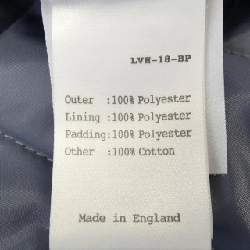 LVH-18-BP
Outer :100% Polyester
Lining :100% Polyester
Padding:100% Polyester
Other :100% Cotton
Made in England